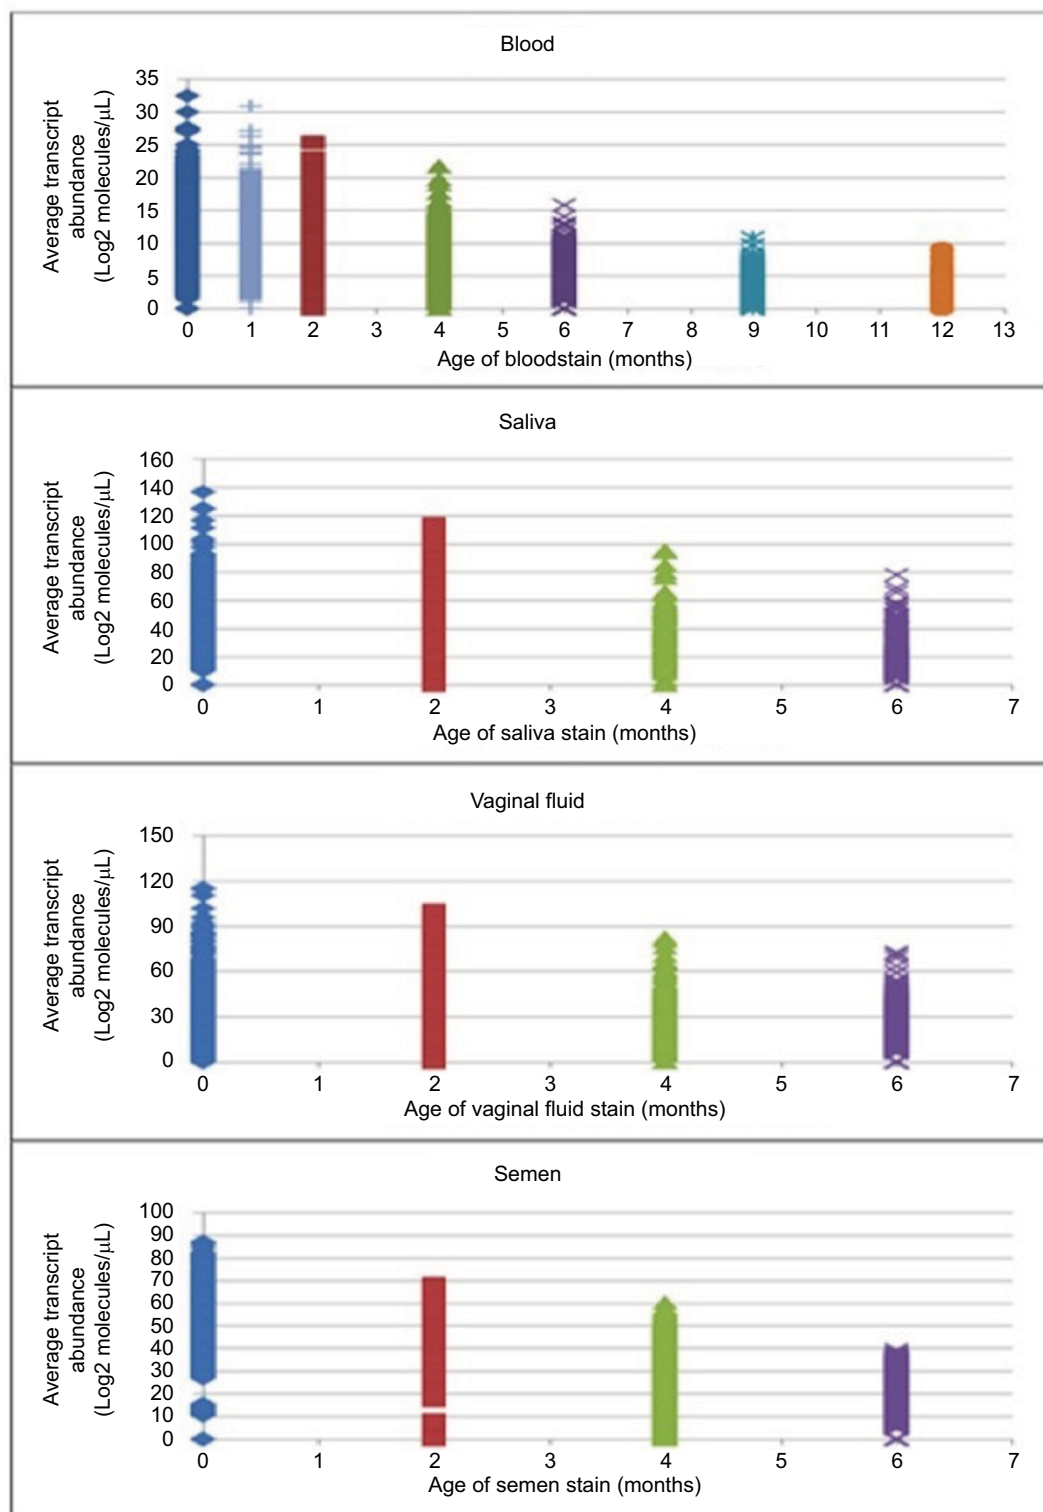 Blood
Average transcript
abundance
(Log2 molecules/μL)
35
30
25
20
15
10
5
0
0 1 2 3 4 5 6 7 8 9 10 11 12 13
Age of bloodstain (months)
Saliva
Average transcript
abundance
(Log2 molecules/μL)
160
140
120
100
80
60
40
20
0
0 1 2 3 4 5 6 7
Age of saliva stain (months)
Vaginal fluid
Average transcript
abundance
(Log2 molecules/μL)
150
120
90
60
30
0
0 1 2 3 4 5 6 7
Age of vaginal fluid stain (months)
Semen
Average transcript
abundance
(Log2 molecules/μL)
100
90
80
70
60
50
40
30
20
10
0
0 1 2 3 4 5 6 7
Age of semen stain (months)